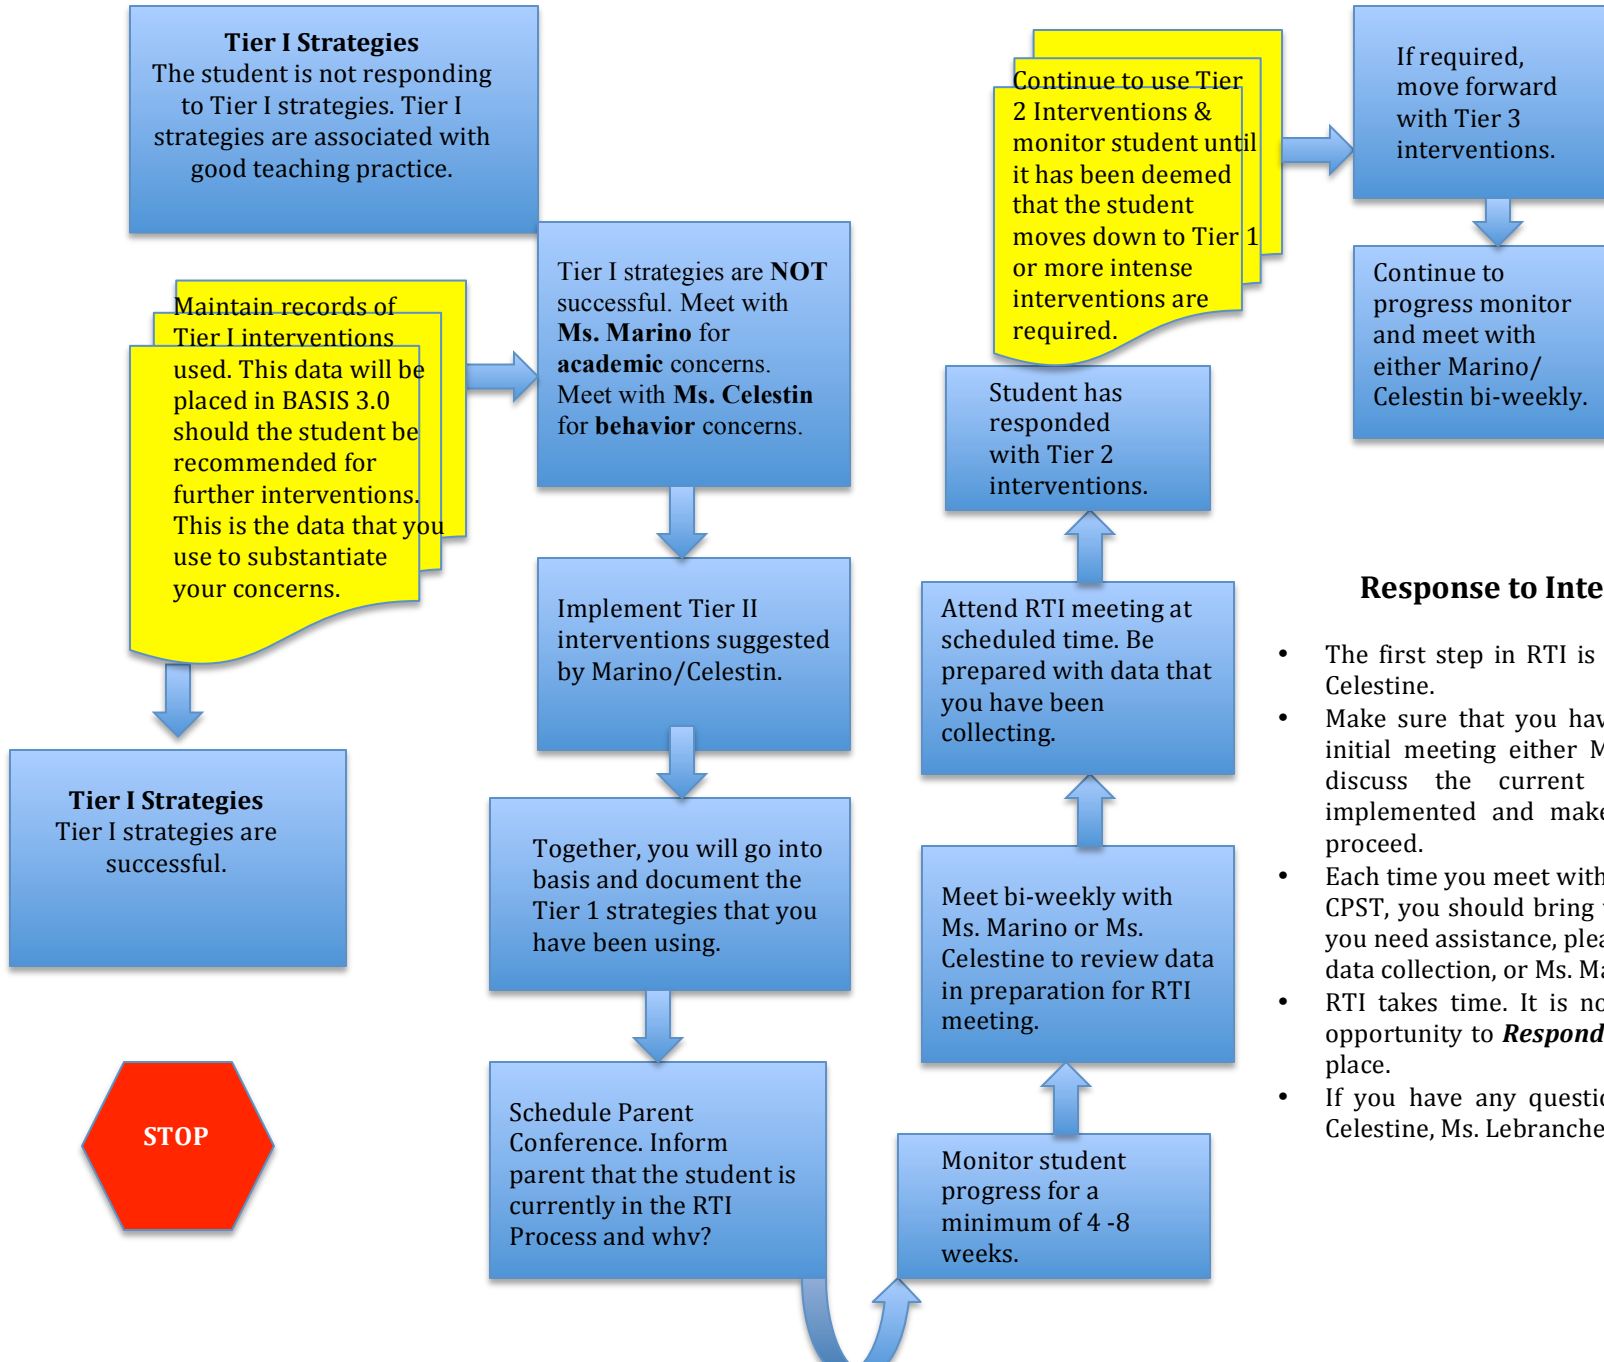 Tier I Strategies
The student is not responding
to Tier I strategies. Tier I
strategies are associated with
good teaching practice.
Maintain records of
Tier I interventions
used. This data will be
placed in BASIS 3.0
should the student be
recommended for
further interventions.
This is the data that you
use to substantiate
your concerns.
Tier I Strategies
Tier I strategies are
successful.
STOP
Tier I strategies are NOT
successful. Meet with
Ms. Marino for
academic concerns.
Meet with Ms. Celestin
for behavior concerns.
Implement Tier II
interventions suggested
by Marino/Celestin.
Together, you will go into
basis and document the
Tier 1 strategies that you
have been using.
Schedule Parent
Conference. Inform
parent that the student is
currently in the RTI
Process and why?
Monitor student
progress for a
minimum of 4 -8
weeks.
Meet bi-weekly with
Ms. Marino or Ms.
Celestine to review data
in preparation for RTI
meeting.
Attend RTI meeting at
scheduled time. Be
prepared with data that
you have been
collecting.
Student has
responded
with Tier 2
interventions.
Continue to use Tier
2 Interventions &
monitor student until
it has been deemed
that the student
moves down to Tier 1
or more intense
interventions are
required.
If required,
move forward
with Tier 3
interventions.
Continue to
progress monitor
and meet with
either Marino/
Celestin bi-weekly.
Response to Inte
• The first step in RTI is
Celestine.
• Make sure that you hav
initial meeting either M
discuss the current
implemented and make
proceed.
• Each time you meet with
CPST, you should bring
you need assistance, plea
data collection, or Ms. Ma
• RTI takes time. It is no
opportunity to Respond
place.
• If you have any questio
Celestine, Ms. Lebranche